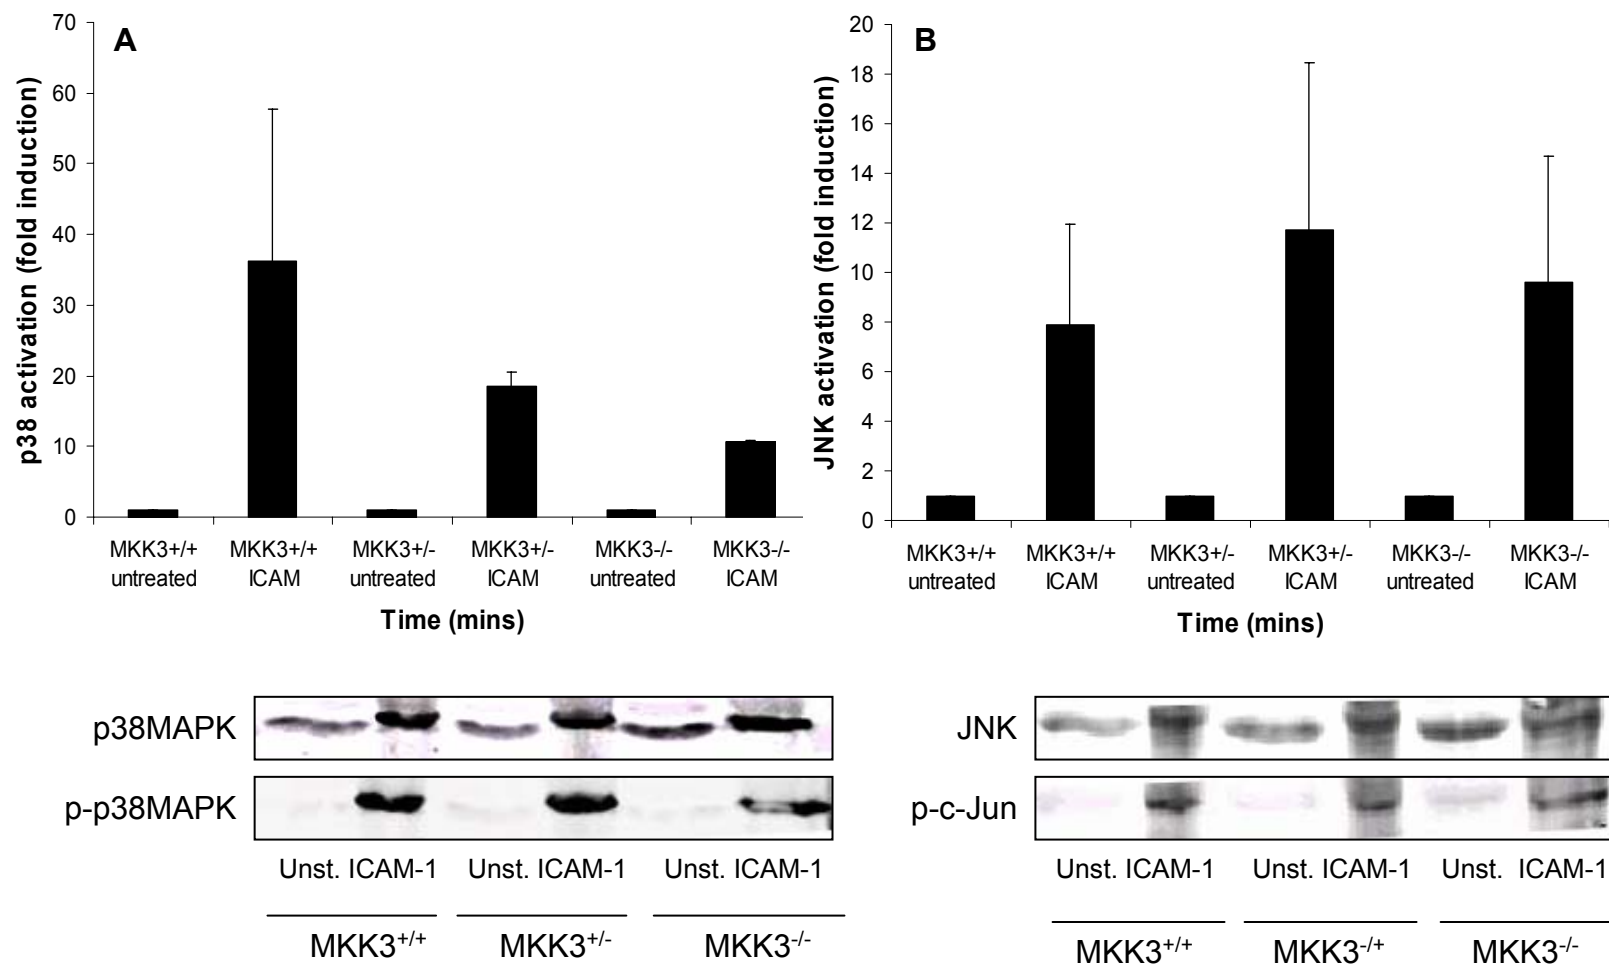 A
p38 activation (fold induction)
70
60
50
40
30
20
10
0
MKK3+/+ MKK3+/+ MKK3+/- MKK3+/- MKK3-/- MKK3-/-
untreated ICAM untreated ICAM untreated ICAM
Time (mins)
B
JNK activation (fold induction)
20
18
16
14
12
10
8
6
4
2
0
MKK3+/+ MKK3+/+ MKK3+/- MKK3+/- MKK3-/- MKK3-/-
untreated ICAM untreated ICAM untreated ICAM
Time (mins)
p38MAPK
p-p38MAPK
Unst. ICAM-1 Unst. ICAM-1 Unst. ICAM-1
MKK3+/+ MKK3+/- MKK3-/-
JNK
p-c-Jun
Unst. ICAM-1 Unst. ICAM-1 Unst. ICAM-1
MKK3+/+ MKK3-/+ MKK3-/-